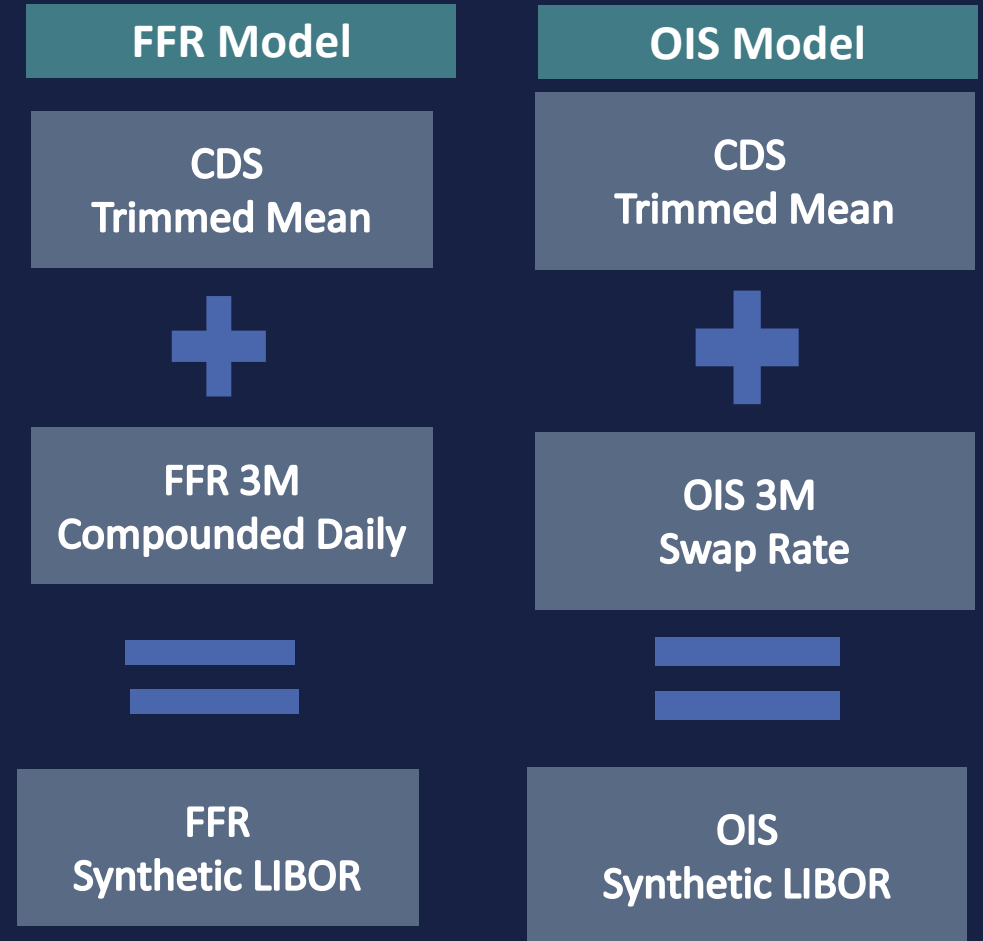 FFR Model
CDS
Trimmed Mean
FFR 3M
Compounded Daily
FFR
Synthetic LIBOR
OIS Model
CDS
Trimmed Mean
OIS 3M
Swap Rate
OIS
Synthetic LIBOR